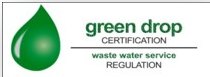 green drop
CERTIFICATION
waste water service
REGULATION